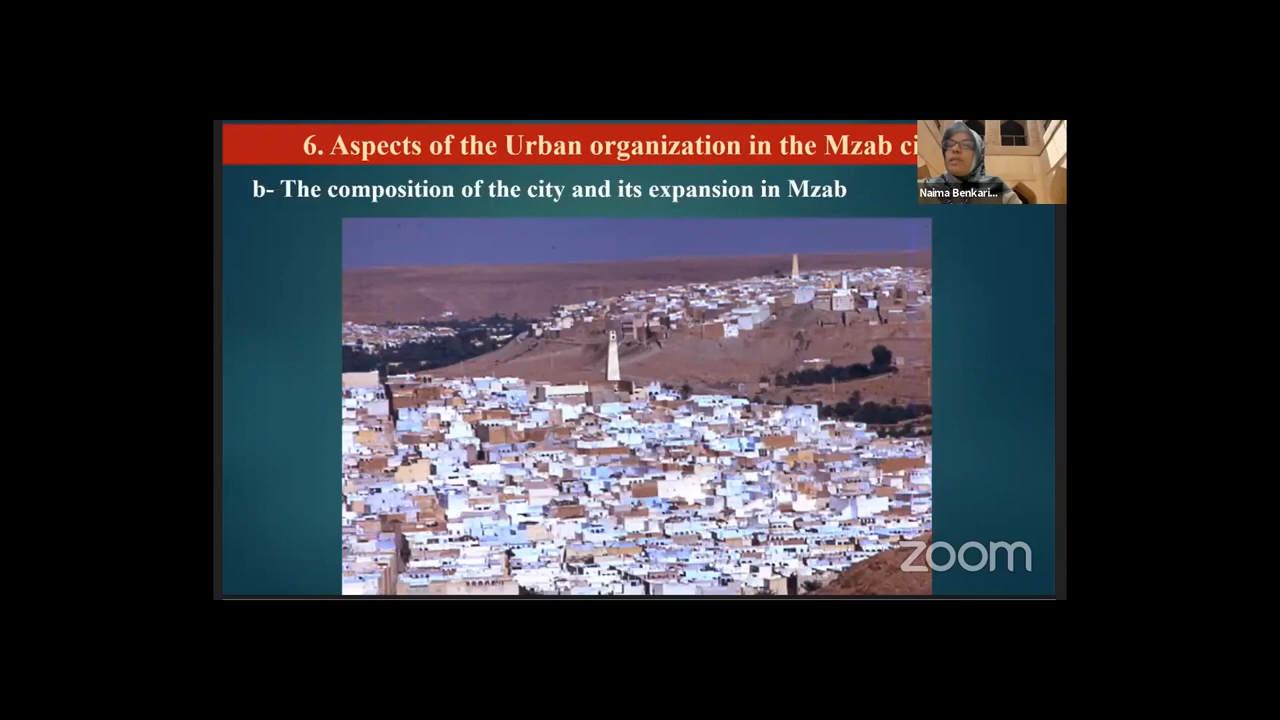 6. Aspects of the Urban organization in the Mzab ci
b- The composition of the city and its expansion in Mzab
Naima Benkari...
zoom